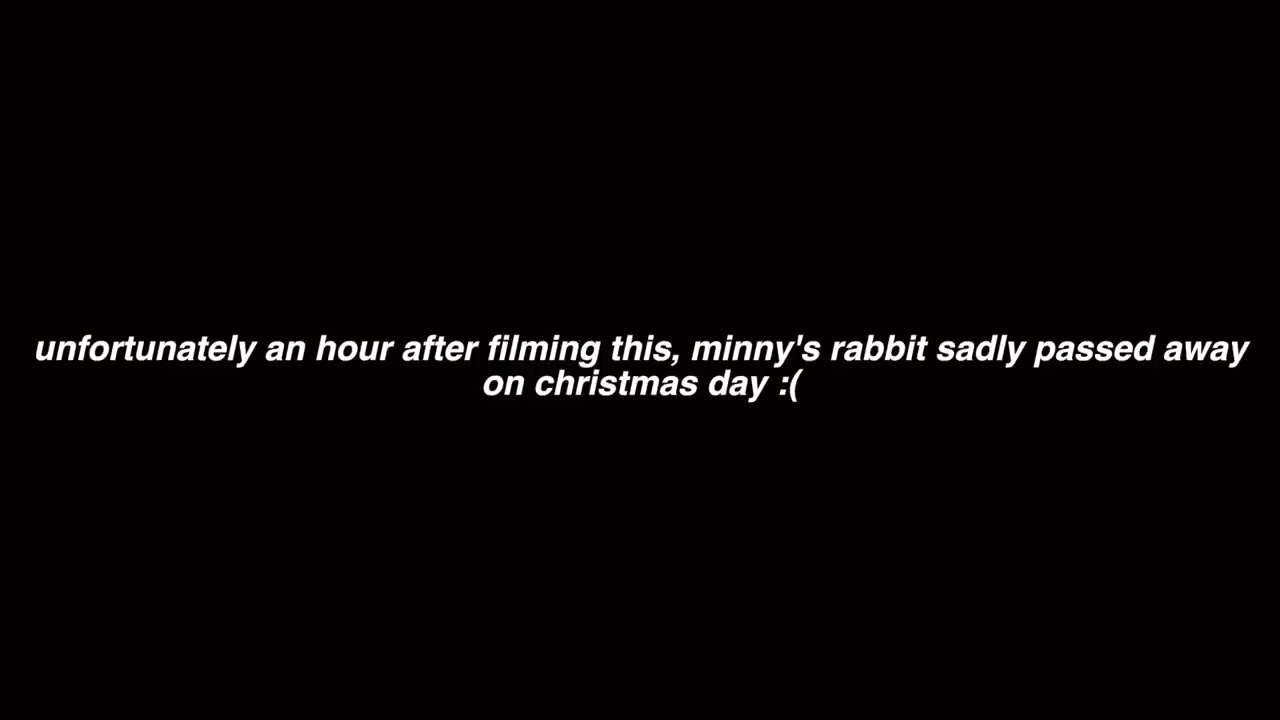 unfortunately an hour after filming this, minny's rabbit sadly passed away
on christmas day :(